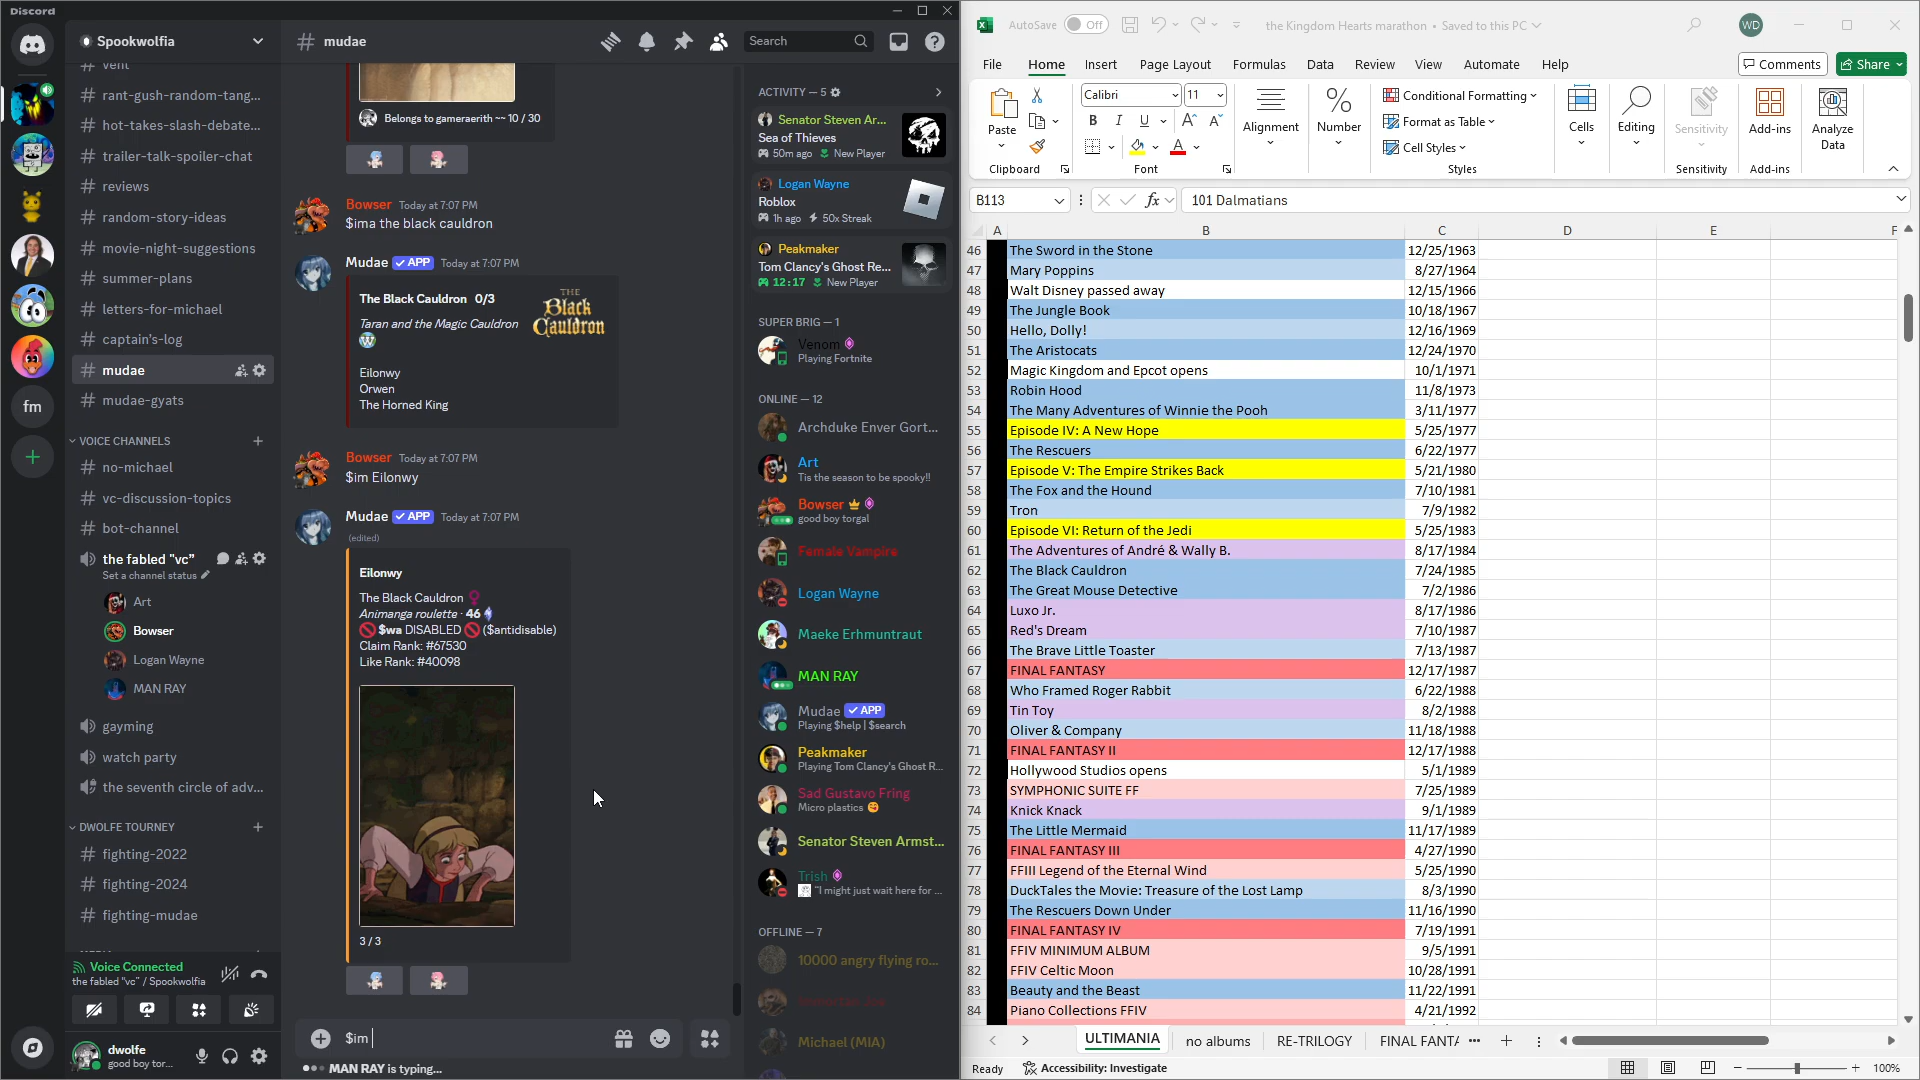 Discord
Spookwolfia
vent
rant-gush-random-tang...
hot-takes-slash-debate...
trailer-talk-spoiler-chat
reviews
random-story-ideas
movie-night-suggestions
summer-plans
letters-for-michael
captain's-log
mudae
mudae-gyats
fm
VOICE CHANNELS
no-michael
vc-discussion-topics
bot-channel
the fabled "vc"
Set a channel status
Art
Bowser
Logan Wayne
MAN RAY
gayming
watch party
the seventh circle of adv...
DWOLFE TOURNEY
fighting-2022
fighting-2024
fighting-mudae
Voice Connected
the fabled "vc" / Spookwolfia
dwolfe
good boy tor...
mudae
Search
Belongs to gameraerith ~~ 10 / 30
Bowser Today at 7:07 PM
$ima the black cauldron
Mudae APP Today at 7:07 PM
The Black Cauldron 0/3
Taran and the Magic Cauldron
THE Black Cauldron
Eilonwy
Orwen
The Horned King
Bowser Today at 7:07 PM
$im Eilonwy
Mudae APP Today at 7:07 PM
(edited)
Eilonwy
The Black Cauldron
Animanga roulette · 46
$wa DISABLED ($antidisable)
Claim Rank: #67530
Like Rank: #40098
3 / 3
$im
MAN RAY is typing...
ACTIVITY — 5
Senator Steven Ar...
Sea of Thieves
50m ago New Player
Logan Wayne
Roblox
1h ago 50x Streak
Peakmaker
Tom Clancy's Ghost Re...
12:17 New Player
SUPER BRIG — 1
Venom
Playing Fortnite
ONLINE — 12
Archduke Enver Gort...
Art
Tis the season to be spooky!!
Bowser
good boy torgal
Female Vampire
Logan Wayne
Maeke Erhmuntraut
MAN RAY
Mudae APP
Playing $help | $search
Peakmaker
Playing Tom Clancy's Ghost R...
Sad Gustavo Fring
Micro plastics
Senator Steven Armst...
Trish
"I might just wait here for ...
OFFLINE — 7
10000 angry flying ro...
Michael (MIA)
AutoSave Off
the Kingdom Hearts marathon • Saved to this PC
WD
File Home Insert Page Layout Formulas Data Review View Automate Help
Comments Share
Paste
Clipboard
Calibri 11
B I U
Font
Alignment
Number
Conditional Formatting
Format as Table
Cell Styles
Styles
Cells
Editing
Sensitivity
Sensitivity
Add-ins
Add-ins
Analyze Data
B113 fx 101 Dalmatians
A B C D E F
46 The Sword in the Stone 12/25/1963
47 Mary Poppins 8/27/1964
48 Walt Disney passed away 12/15/1966
49 The Jungle Book 10/18/1967
50 Hello, Dolly! 12/16/1969
51 The Aristocats 12/24/1970
52 Magic Kingdom and Epcot opens 10/1/1971
53 Robin Hood 11/8/1973
54 The Many Adventures of Winnie the Pooh 3/11/1977
55 Episode IV: A New Hope 5/25/1977
56 The Rescuers 6/22/1977
57 Episode V: The Empire Strikes Back 5/21/1980
58 The Fox and the Hound 7/10/1981
59 Tron 7/9/1982
60 Episode VI: Return of the Jedi 5/25/1983
61 The Adventures of André & Wally B. 8/17/1984
62 The Black Cauldron 7/24/1985
63 The Great Mouse Detective 7/2/1986
64 Luxo Jr. 8/17/1986
65 Red's Dream 7/10/1987
66 The Brave Little Toaster 7/13/1987
67 FINAL FANTASY 12/17/1987
68 Who Framed Roger Rabbit 6/22/1988
69 Tin Toy 8/2/1988
70 Oliver & Company 11/18/1988
71 FINAL FANTASY II 12/17/1988
72 Hollywood Studios opens 5/1/1989
73 SYMPHONIC SUITE FF 7/25/1989
74 Knick Knack 9/1/1989
75 The Little Mermaid 11/17/1989
76 FINAL FANTASY III 4/27/1990
77 FFIII Legend of the Eternal Wind 5/25/1990
78 DuckTales the Movie: Treasure of the Lost Lamp 8/3/1990
79 The Rescuers Down Under 11/16/1990
80 FINAL FANTASY IV 7/19/1991
81 FFIV MINIMUM ALBUM 9/5/1991
82 FFIV Celtic Moon 10/28/1991
83 Beauty and the Beast 11/22/1991
84 Piano Collections FFIV 4/21/1992
ULTIMANIA no albums RE-TRILOGY FINAL FANTA ...
Ready Accessibility: Investigate 100%